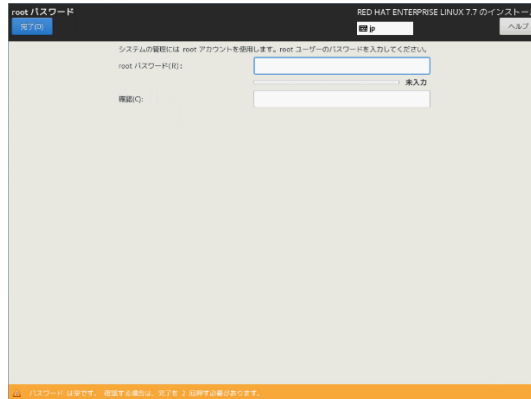 root パスワード
RED HAT ENTERPRISE LINUX 7.7 のインストー
完了(D)
jp
ヘルプ
システムの管理には root アカウントを使用します。root ユーザーのパスワードを入力してください。
root パスワード(R):
未入力
確認(C):
パスワード は空です。 確認する場合は、完了を 2 回押す必要があります。